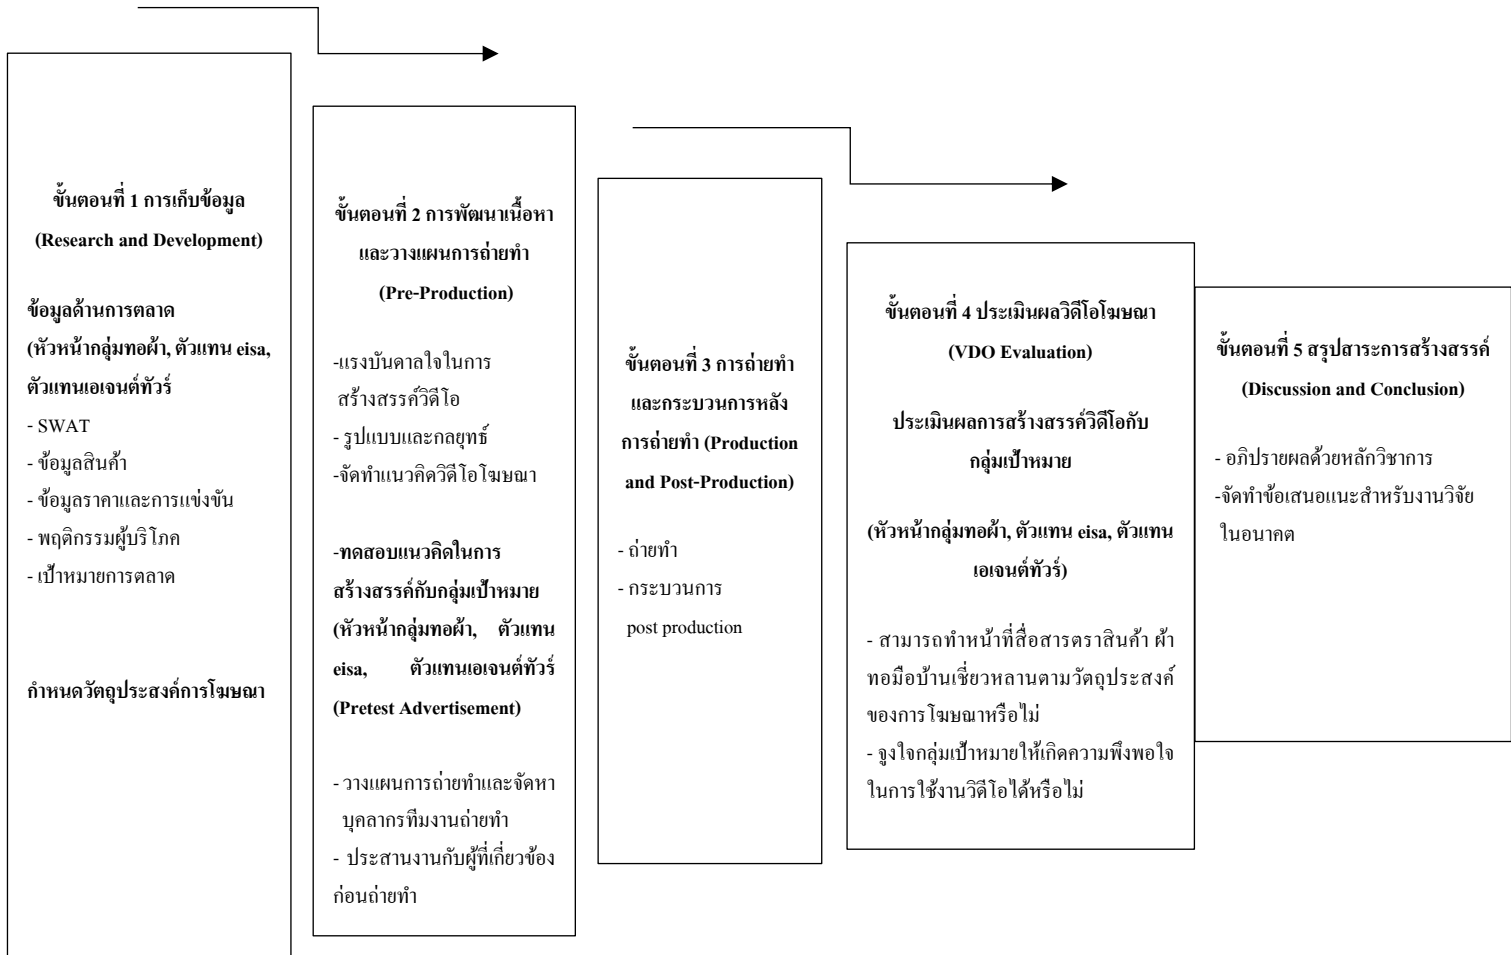 ขั้นตอนที่ 1 การเก็บข้อมูล
(Research and Development)
ข้อมูลด้านการตลาด
(หัวหน้ากลุ่มทอผ้า, ตัวแทน eisa,
ตัวแทนเอเจนต์ทัวร์
- SWAT
- ข้อมูลสินค้า
- ข้อมูลราคาและการแข่งขัน
- พฤติกรรมผู้บริโภค
- เป้าหมายการตลาด
กำหนดวัตถุประสงค์การโฆษณา
ขั้นตอนที่ 2 การพัฒนาเนื้อหา
และวางแผนการถ่ายทำ
(Pre-Production)
-แรงบันดาลใจในการ
สร้างสรรค์วิดีโอ
- รูปแบบและกลยุทธ์
-จัดทำแนวคิดวิดีโอโฆษณา
-ทดสอบแนวคิดในการ
สร้างสรรค์กับกลุ่มเป้าหมาย
(หัวหน้ากลุ่มทอผ้า, ตัวแทน
eisa, ตัวแทนเอเจนต์ทัวร์
(Pretest Advertisement)
- วางแผนการถ่ายทำและจัดหา
บุคลากรทีมงานถ่ายทำ
- ประสานงานกับผู้ที่เกี่ยวข้อง
ก่อนถ่ายทำ
ขั้นตอนที่ 3 การถ่ายทำ
และกระบวนการหลัง
การถ่ายทำ (Production
and Post-Production)
- ถ่ายทำ
- กระบวนการ
post production
ขั้นตอนที่ 4 ประเมินผลวิดีโอโฆษณา
(VDO Evaluation)
ประเมินผลการสร้างสรรค์วิดีโอกับ
กลุ่มเป้าหมาย
(หัวหน้ากลุ่มทอผ้า, ตัวแทน eisa, ตัวแทน
เอเจนต์ทัวร์)
- สามารถทำหน้าที่สื่อสารตราสินค้า ผ้า
ทอมือบ้านเชี่ยวหลานตามวัตถุประสงค์
ของการโฆษณาหรือไม่
- จูงใจกลุ่มเป้าหมายให้เกิดความพึงพอใจ
ในการใช้งานวิดีโอได้หรือไม่
ขั้นตอนที่ 5 สรุปสาระการสร้างสรรค์
(Discussion and Conclusion)
- อภิปรายผลด้วยหลักวิชาการ
-จัดทำข้อเสนอแนะสำหรับงานวิจัย
ในอนาคต